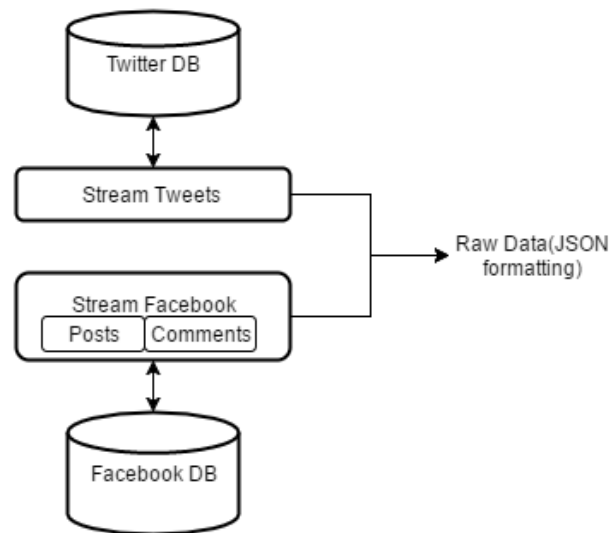 Twitter DB
Stream Tweets
Raw Data(JSON
formatting)
Stream Facebook
Posts
Comments
Facebook DB